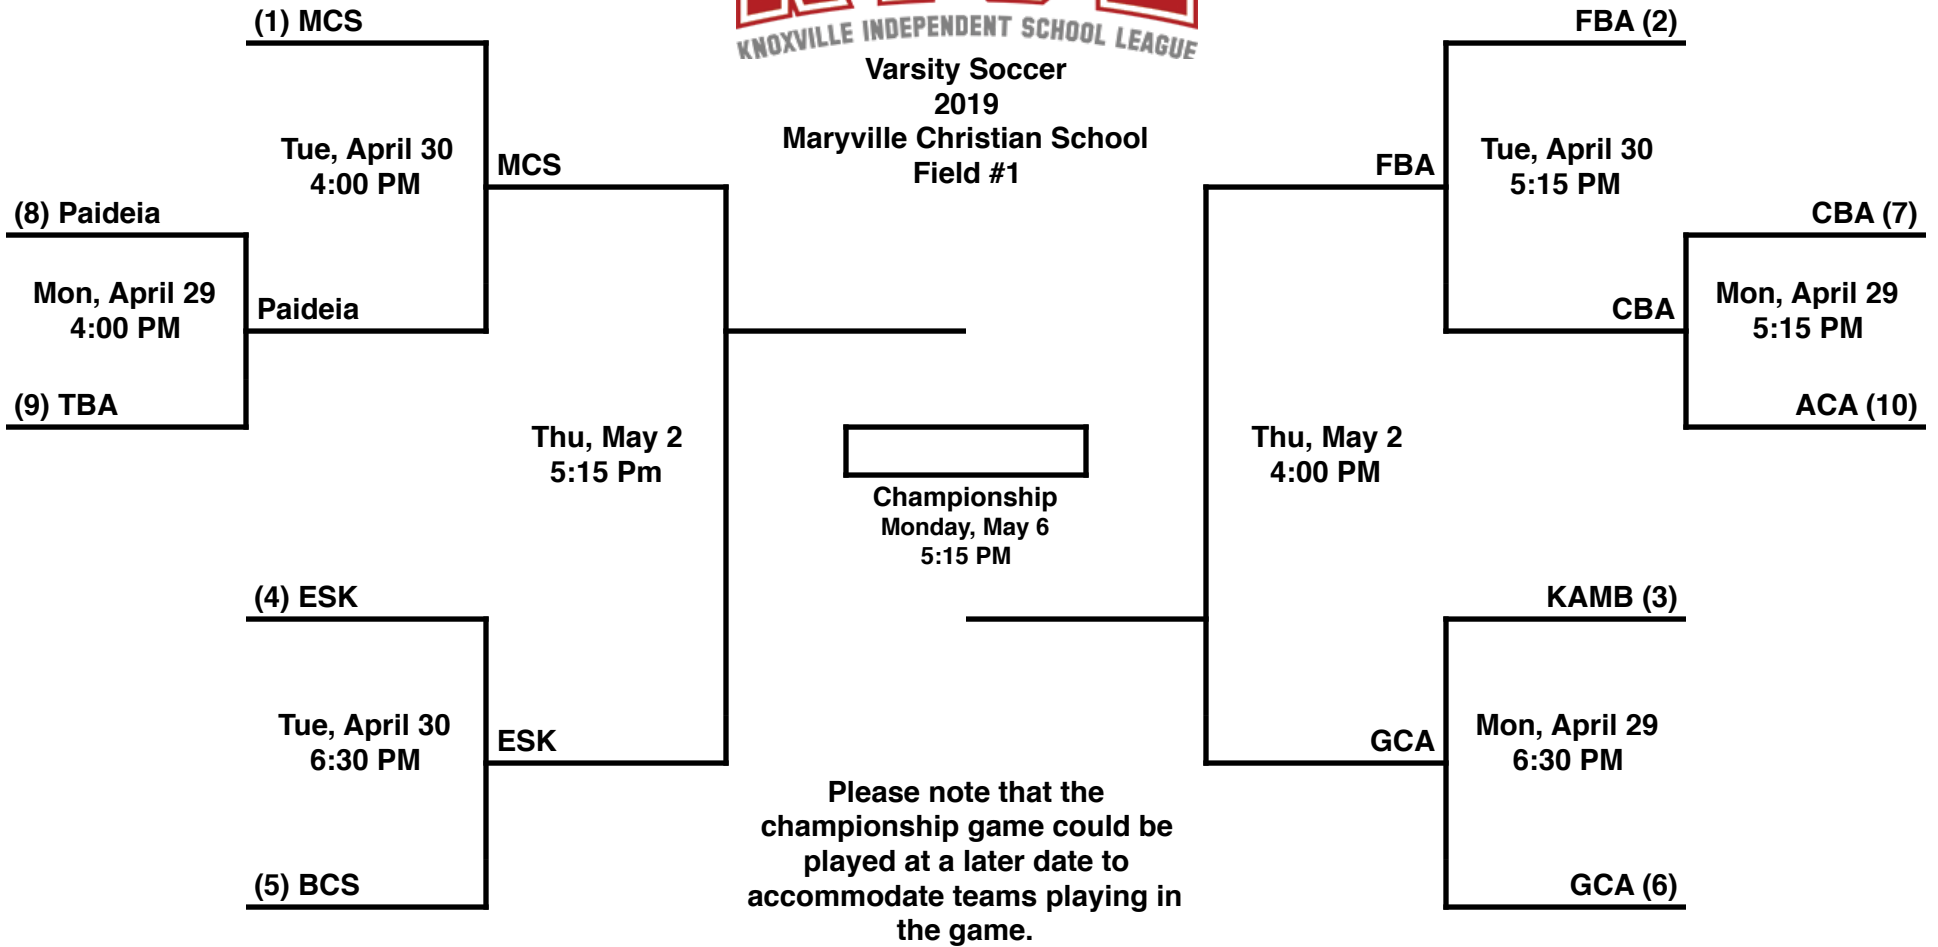 (1) MCS
KNOXVILLE INDEPENDENT SCHOOL LEAGUE
FBA (2)
Varsity Soccer
2019
Maryville Christian School
Field #1
Tue, April 30
4:00 PM
MCS
FBA
Tue, April 30
5:15 PM
(8) Paideia
CBA (7)
Mon, April 29
4:00 PM
Paideia
CBA
Mon, April 29
5:15 PM
(9) TBA
ACA (10)
Thu, May 2
5:15 Pm
Thu, May 2
4:00 PM
Championship
Monday, May 6
5:15 PM
(4) ESK
KAMB (3)
Tue, April 30
6:30 PM
ESK
GCA
Mon, April 29
6:30 PM
(5) BCS
GCA (6)
Please note that the
championship game could be
played at a later date to
accommodate teams playing in
the game.